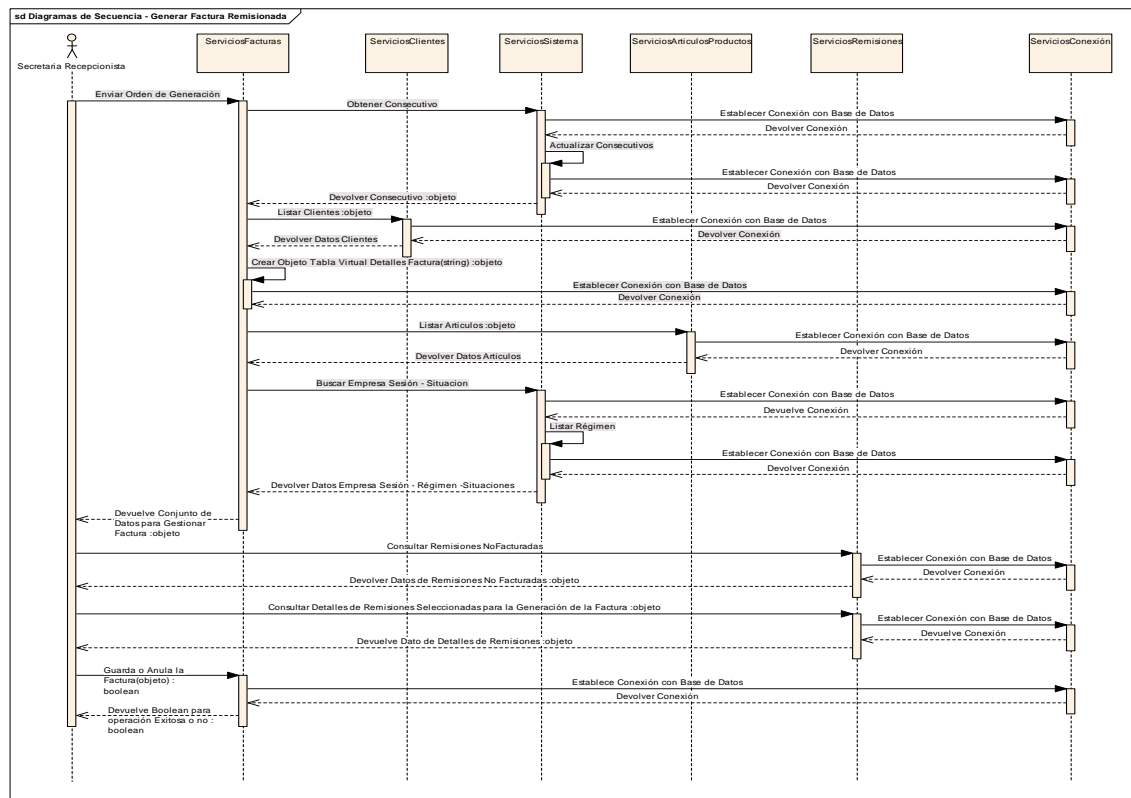 sd Diagramas de Secuencia - Generar Factura Remisionada
Secretaria Recepcionista
ServiciosFacturas
ServiciosClientes
ServiciosSistema
ServiciosArticulosProductos
ServiciosRemisiones
ServiciosConexión
Enviar Orden de Generación
Obtener Consecutivo
Establecer Conexión con Base de Datos
Devolver Conexión
Actualizar Consecutivos
Establecer Conexión con Base de Datos
Devolver Conexión
Devolver Consecutivo :objeto
Listar Clientes :objeto
Establecer Conexión con Base de Datos
Devolver Conexión
Devolver Datos Clientes
Crear Objeto Tabla Virtual Detalles Factura(string) :objeto
Establecer Conexión con Base de Datos
Devolver Conexión
Listar Articulos :objeto
Establecer Conexión con Base de Datos
Devolver Conexión
Devolver Datos Articulos
Buscar Empresa Sesión - Situacion
Establecer Conexión con Base de Datos
Devuelve Conexión
Listar Régimen
Establecer Conexión con Base de Datos
Devolver Conexión
Devolver Datos Empresa Sesión - Régimen -Situaciones
Devuelve Conjunto de
Datos para Gestionar
Factura :objeto
Consultar Remisiones NoFacturadas
Establecer Conexión con Base de Datos
Devolver Conexión
Devolver Datos de Remisiones No Facturadas :objeto
Consultar Detalles de Remisiones Seleccionadas para la Generación de la Factura :objeto
Establecer Conexión con Base de Datos
Devuelve Conexión
Devuelve Dato de Detalles de Remisiones :objeto
Guarda o Anula la
Factura(objeto) :
boolean
Establece Conexión con Base de Datos
Devolver Conexión
Devuelve Boolean para
operación Exitosa o no :
boolean